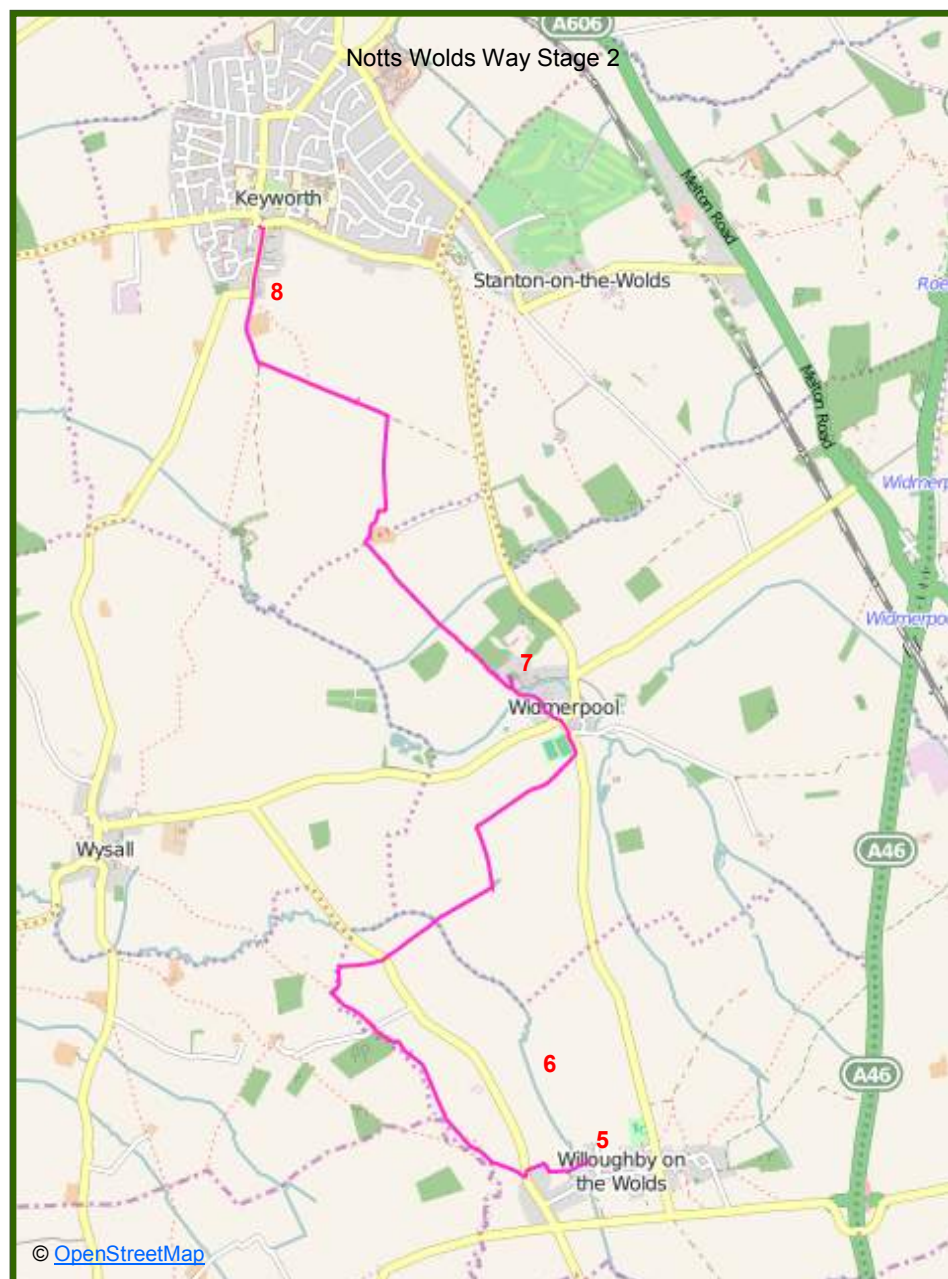 A606
Notts Wolds Way Stage 2
Melton Road
Keyworth
Stanton-on-the-Wolds
8
Melton Road
7
Widmerpool
Wysall
A46
6
A46
5
Willoughby on
the Wolds
© OpenStreetMap